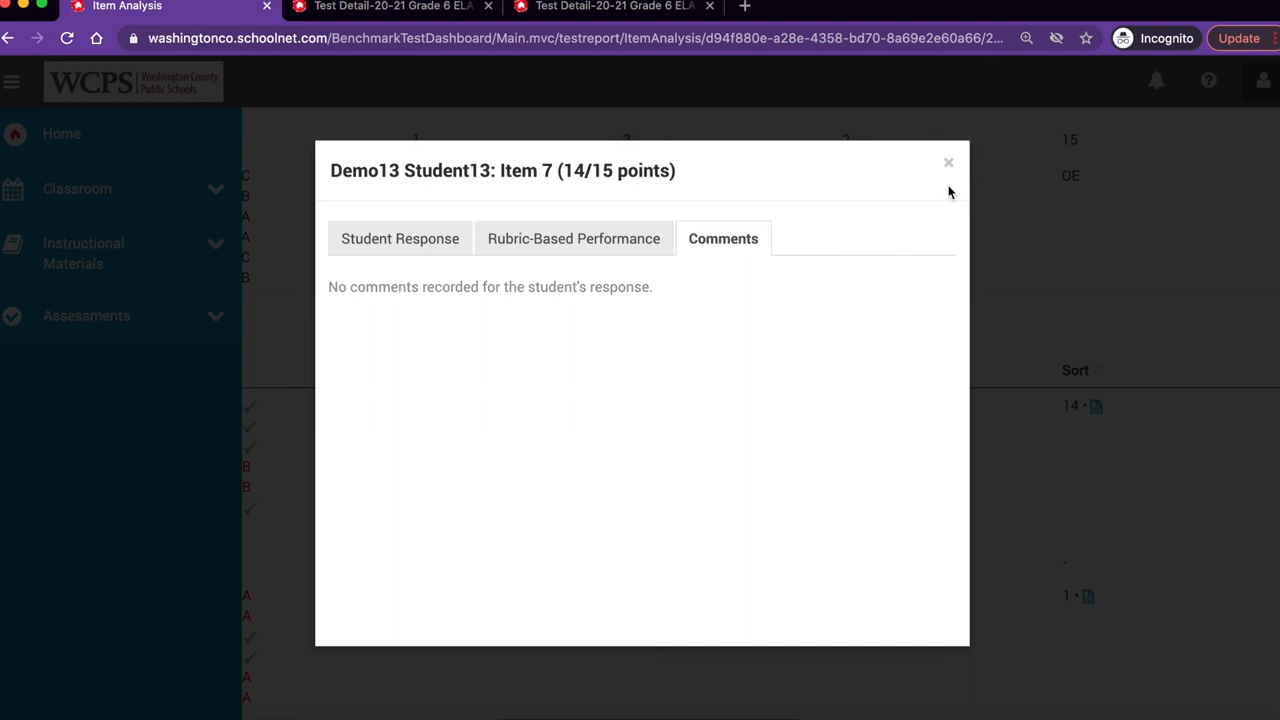 Item Analysis × Test Detail-20-21 Grade 6 ELA × Test Detail-20-21 Grade 6 ELA × +
washingtonco.schoolnet.com/BenchmarkTestDashboard/Main.mvc/testreport/ItemAnalysis/d94f880e-a28e-4358-bd70-8a69e2e60a66/2... Incognito Update
WCPS Washington County
Public Schools
Home
Classroom
Instructional
Materials
Assessments
15
C OE
B
A
A
C
B
Demo13 Student13: Item 7 (14/15 points) ×
Student Response Rubric-Based Performance Comments
No comments recorded for the student's response.
Sort
14 •
B
B
-
A 1 •
A
A
A